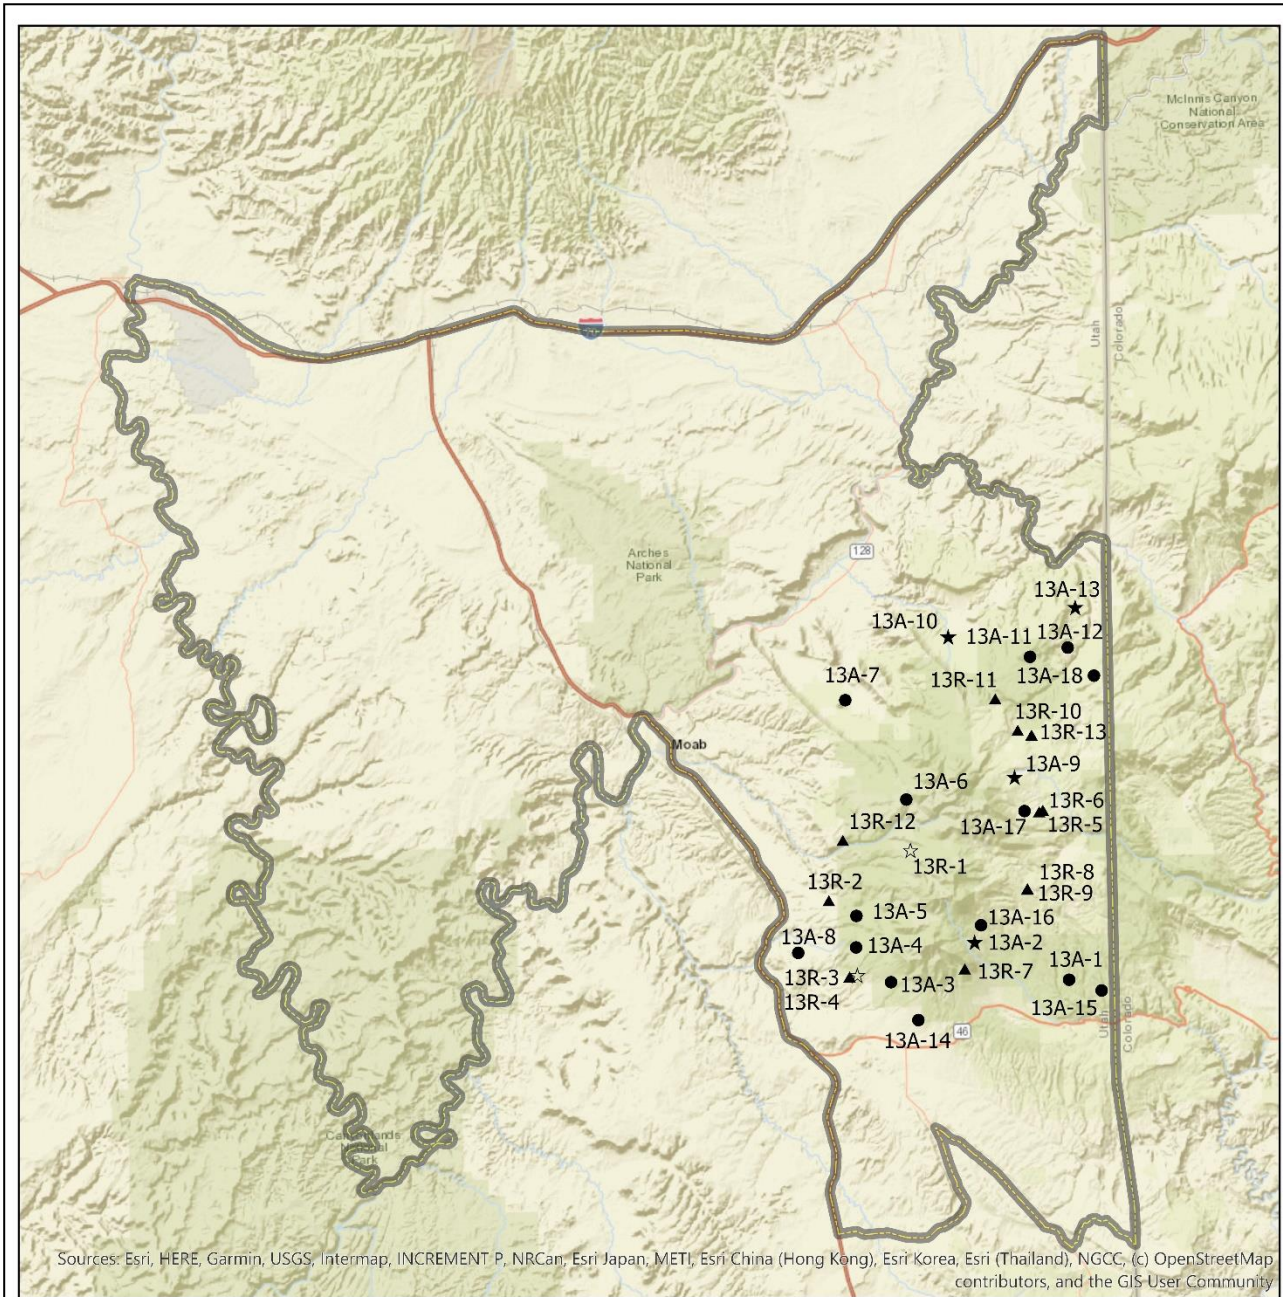 McInnis Canyon
National
Conservation Area
Utah
Colorado
70
Arches
National
Park
128
13A-13
13A-10
13A-11
13A-12
13A-7
13R-11
13A-18
13R-10
13R-13
Moab
13A-9
13A-6
13R-6
13R-12
13A-17
13R-5
13R-1
13R-8
13R-2
13R-9
13A-5
13A-16
13A-8
13A-4
13A-2
13A-1
13R-3
13A-3
13R-7
13R-4
13A-15
46
13A-14
Utah
Colorado
Canyonlands
National
Park
Sources: Esri, HERE, Garmin, USGS, Intermap, INCREMENT P, NRCan, Esri Japan, METI, Esri China (Hong Kong), Esri Korea, Esri (Thailand), NGCC, (c) OpenStreetMap
contributors, and the GIS User Community